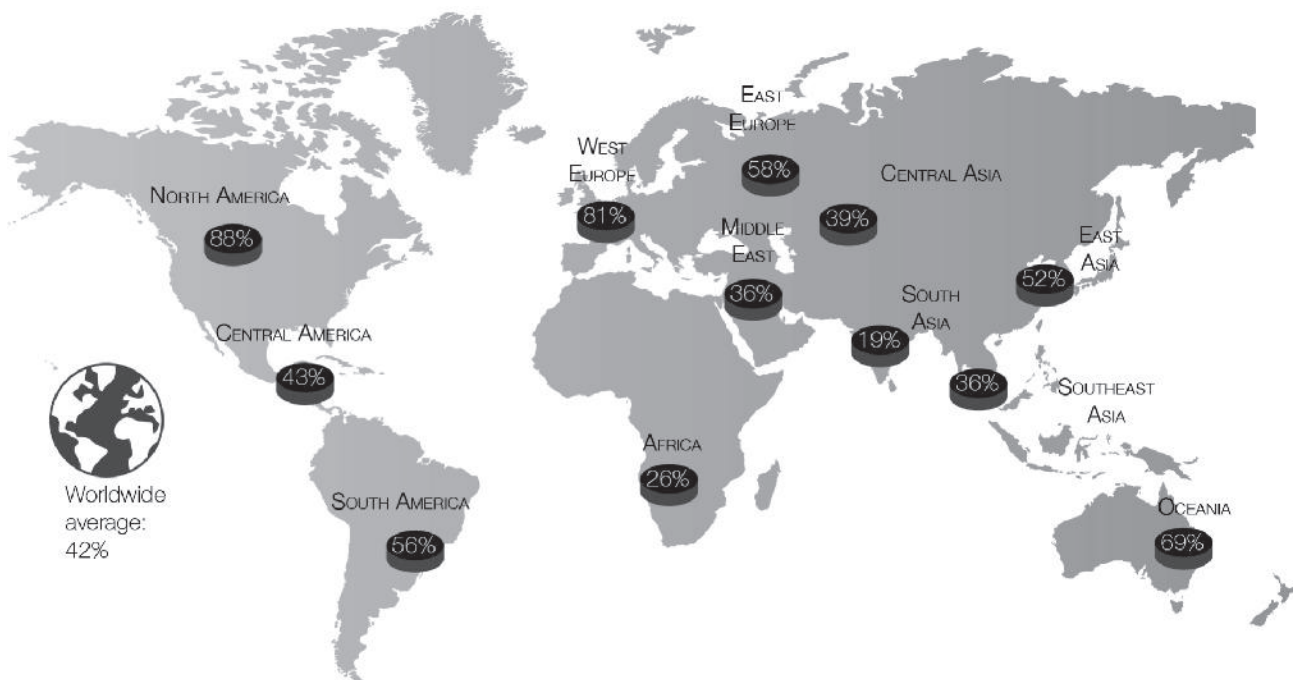 EAST
EUROPE
58%
WEST
EUROPE
81%
CENTRAL ASIA
39%
NORTH AMERICA
88%
MIDDLE
EAST
36%
EAST
ASIA
52%
SOUTH
ASIA
19%
CENTRAL AMERICA
43%
36%
SOUTHEAST
ASIA
AFRICA
26%
SOUTH AMERICA
56%
OCEANIA
69%
Worldwide
average:
42%